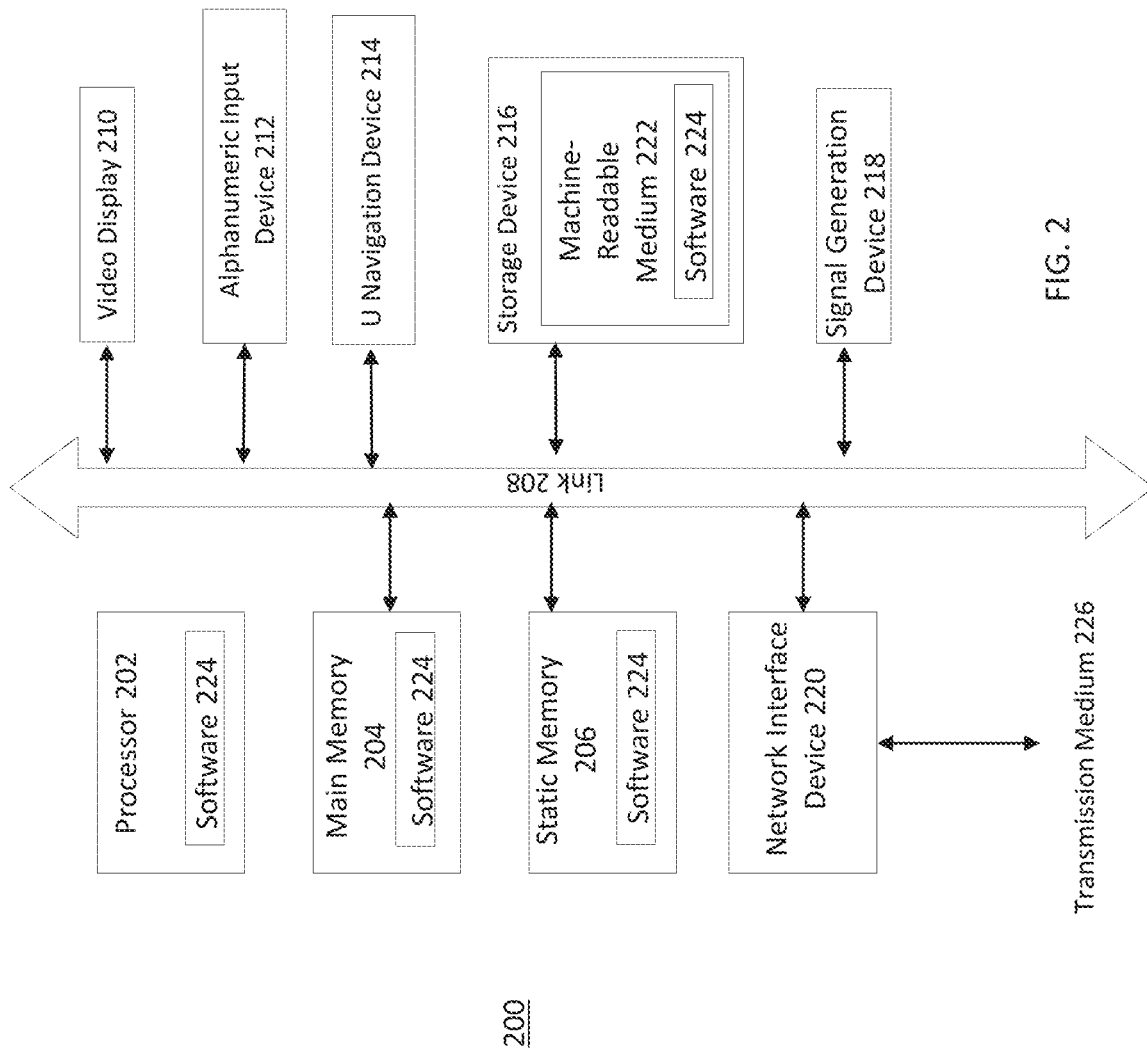 200
Processor 202
Software 224
Main Memory
204
Software 224
Static Memory
206
Software 224
Network Interface
Device 220
Transmission Medium 226
Link 208
Video Display 210
Alphanumeric Input
Device 212
U Navigation Device 214
Storage Device 216
Machine-
Readable
Medium 222
Software 224
Signal Generation
Device 218
FIG. 2